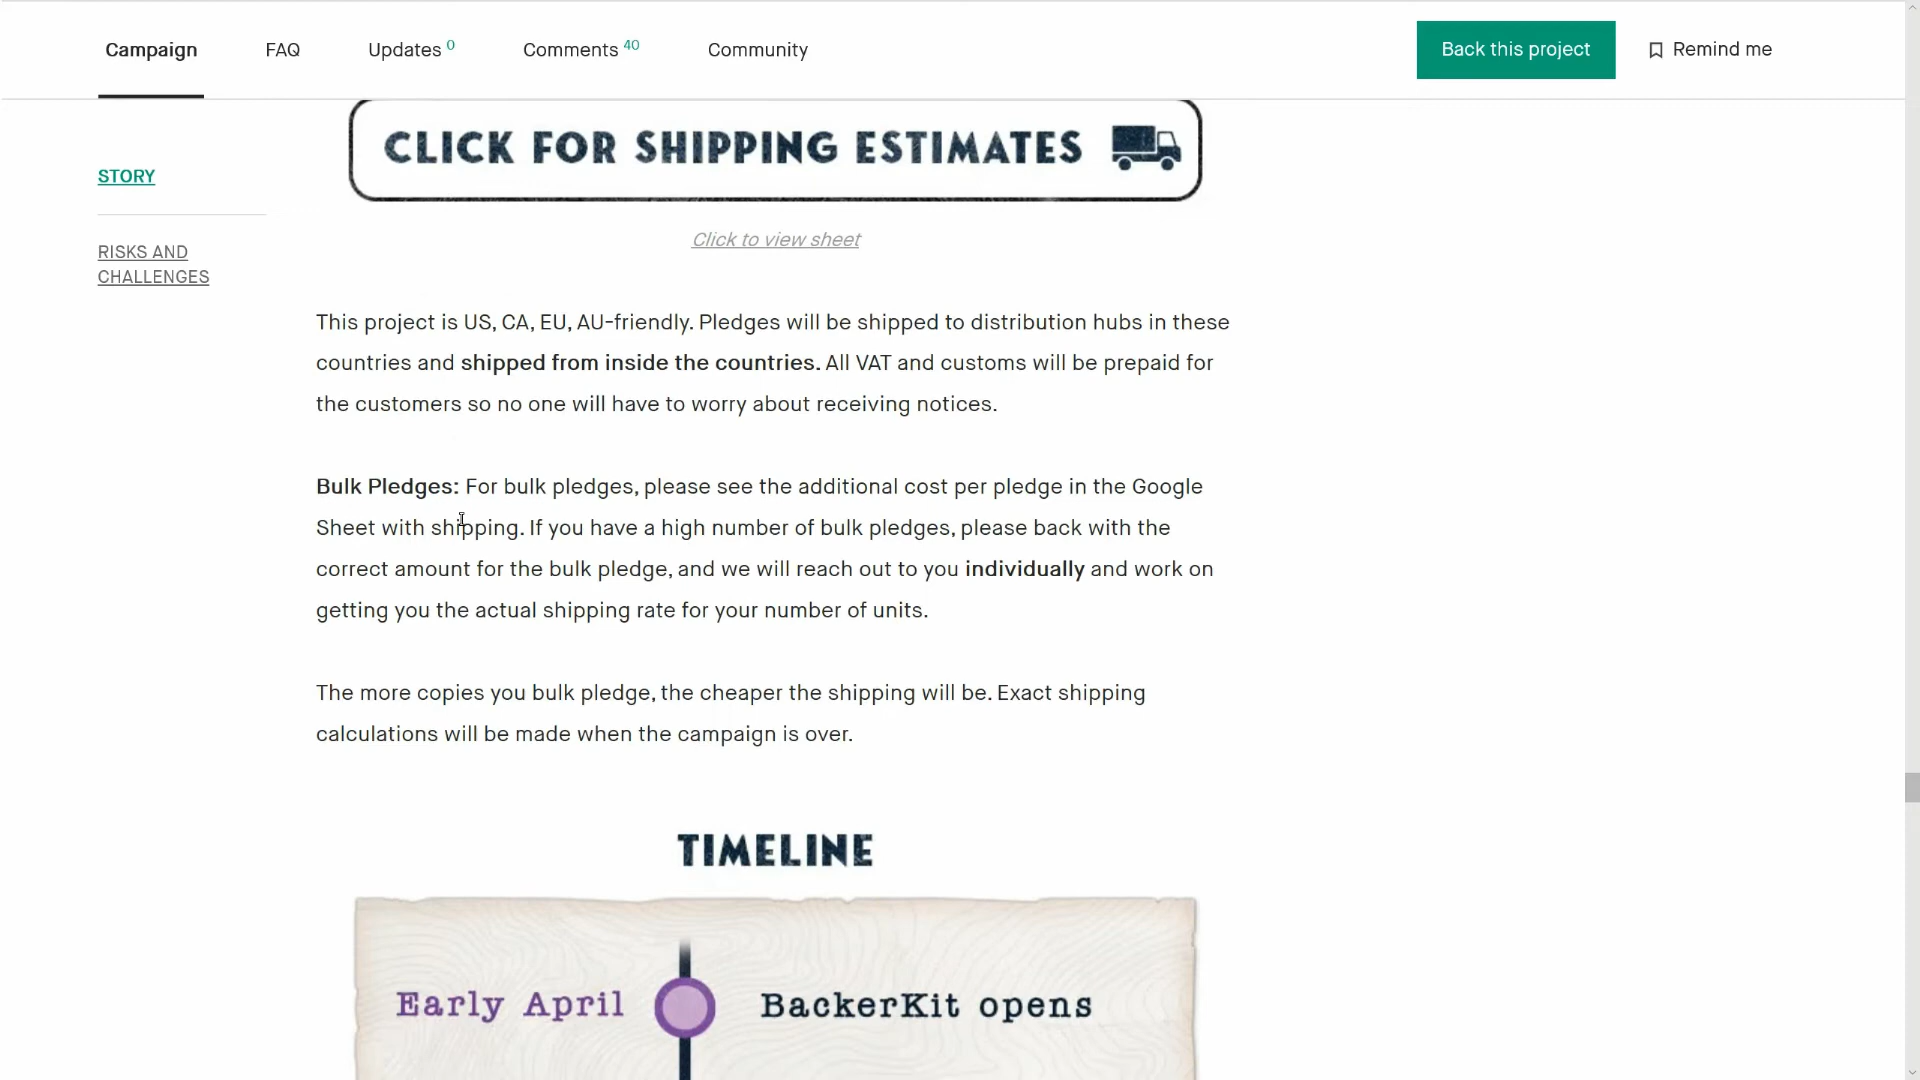 Campaign FAQ Updates 0 Comments 40 Community Back this project Remind me
CLICK FOR SHIPPING ESTIMATES
STORY
Click to view sheet
RISKS AND
CHALLENGES
This project is US, CA, EU, AU-friendly. Pledges will be shipped to distribution hubs in these
countries and shipped from inside the countries. All VAT and customs will be prepaid for
the customers so no one will have to worry about receiving notices.
Bulk Pledges: For bulk pledges, please see the additional cost per pledge in the Google
Sheet with shipping. If you have a high number of bulk pledges, please back with the
correct amount for the bulk pledge, and we will reach out to you individually and work on
getting you the actual shipping rate for your number of units.
The more copies you bulk pledge, the cheaper the shipping will be. Exact shipping
calculations will be made when the campaign is over.
TIMELINE
Early April BackerKit opens